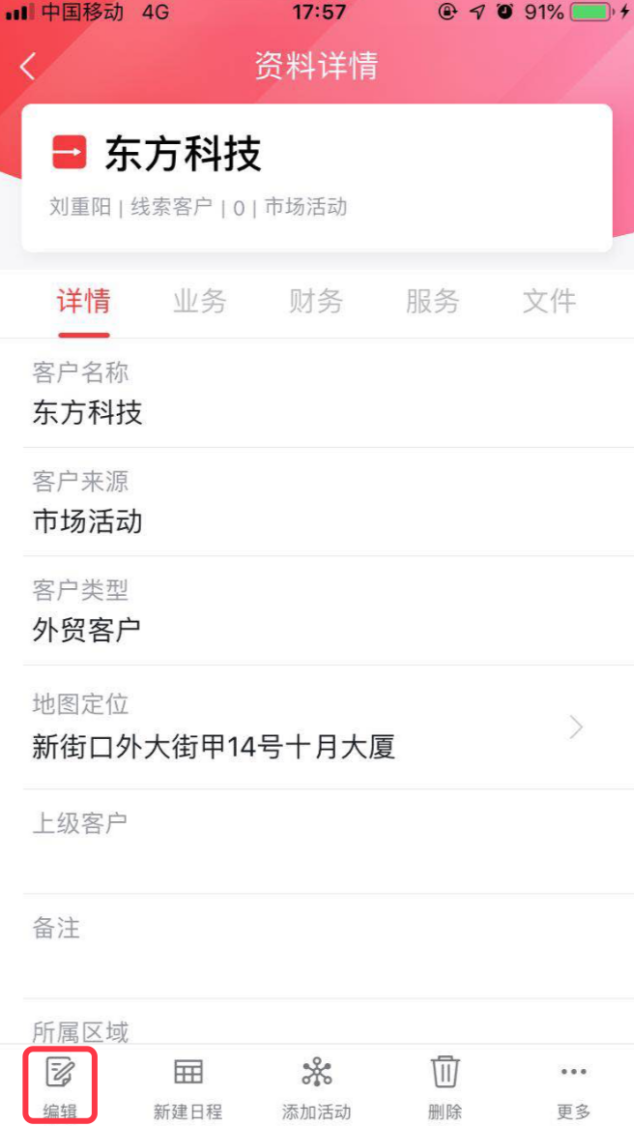 中国移动 4G 17:57 91%
资料详情
东方科技
刘重阳 | 线索客户 | 0 | 市场活动
详情 业务 财务 服务 文件
客户名称
东方科技
客户来源
市场活动
客户类型
外贸客户
地图定位
新街口外大街甲14号十月大厦
上级客户
备注
所属区域
编辑 新建日程 添加活动 删除 更多